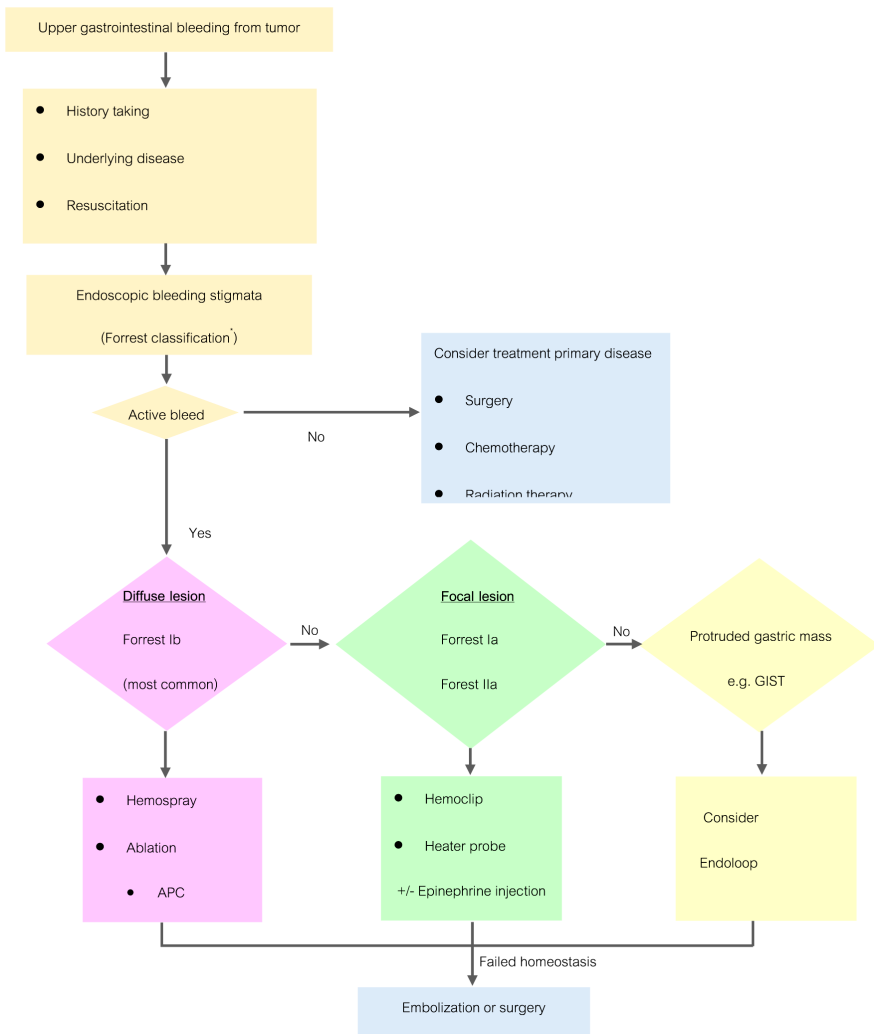 Upper gastrointestinal bleeding from tumor
● History taking
● Underlying disease
● Resuscitation
Endoscopic bleeding stigmata
(Forrest classification*)
Active bleed
No
Consider treatment primary disease
● Surgery
● Chemotherapy
● Radiation therapy
Yes
Diffuse lesion
Forrest Ib
(most common)
No
Focal lesion
Forrest Ia
Forest IIa
No
Protruded gastric mass
e.g. GIST
● Hemospray
● Ablation
● APC
● Hemoclip
● Heater probe
+/- Epinephrine injection
Consider
Endoloop
Failed homeostasis
Embolization or surgery